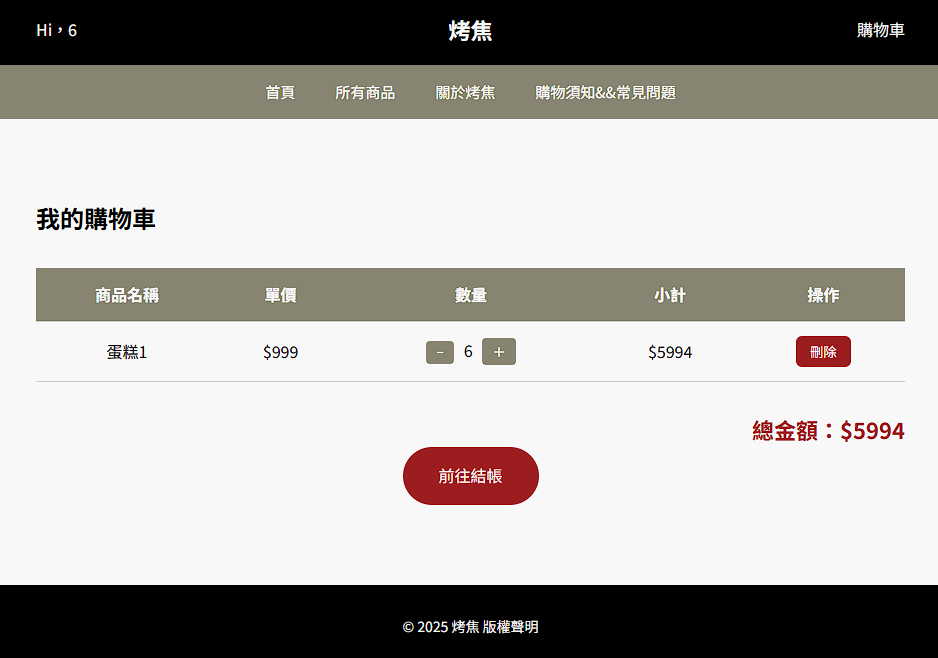 Hi，6 烤焦 購物車
首頁 所有商品 關於烤焦 購物須知&&常見問題
我的購物車
商品名稱 單價 數量 小計 操作
蛋糕1 $999 - 6 + $5994 刪除
總金額：$5994
前往結帳
© 2025 烤焦 版權聲明